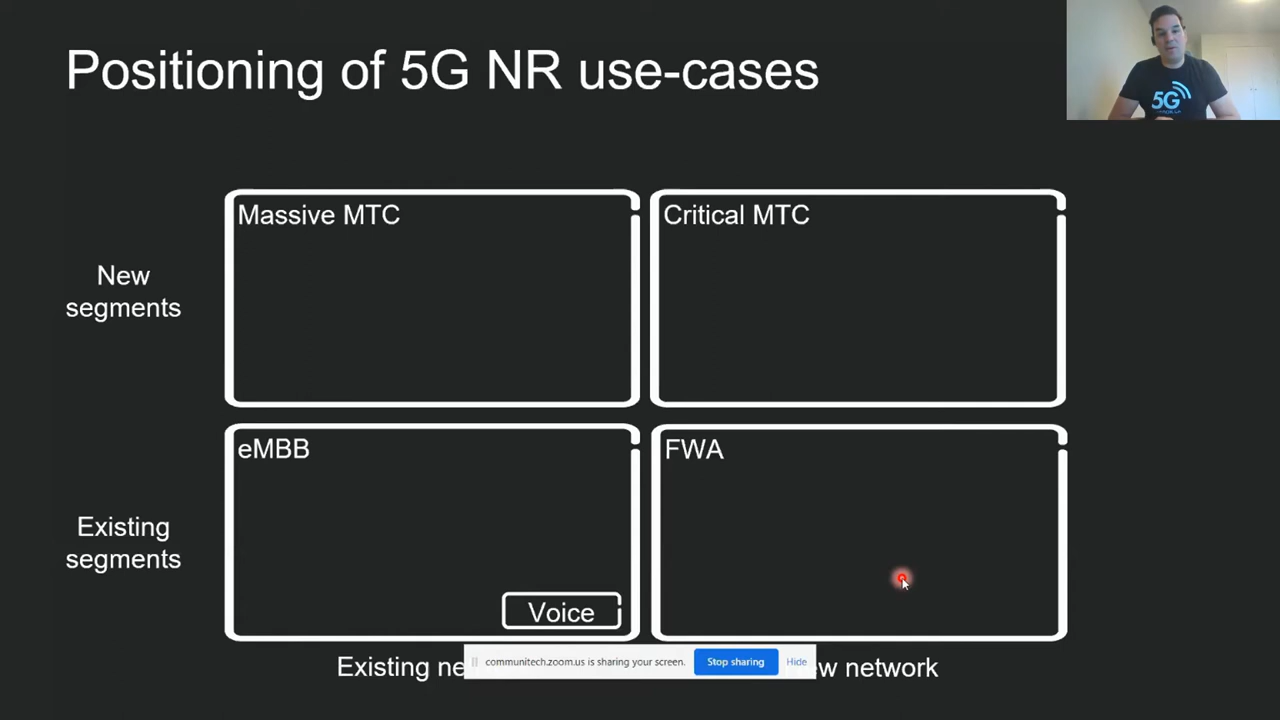 Positioning of 5G NR use-cases
5G
Massive MTC
Critical MTC
New
segments
eMBB
FWA
Existing
segments
Voice
Existing
communitech.zoom.us is sharing your screen.
Stop sharing
Hide
network